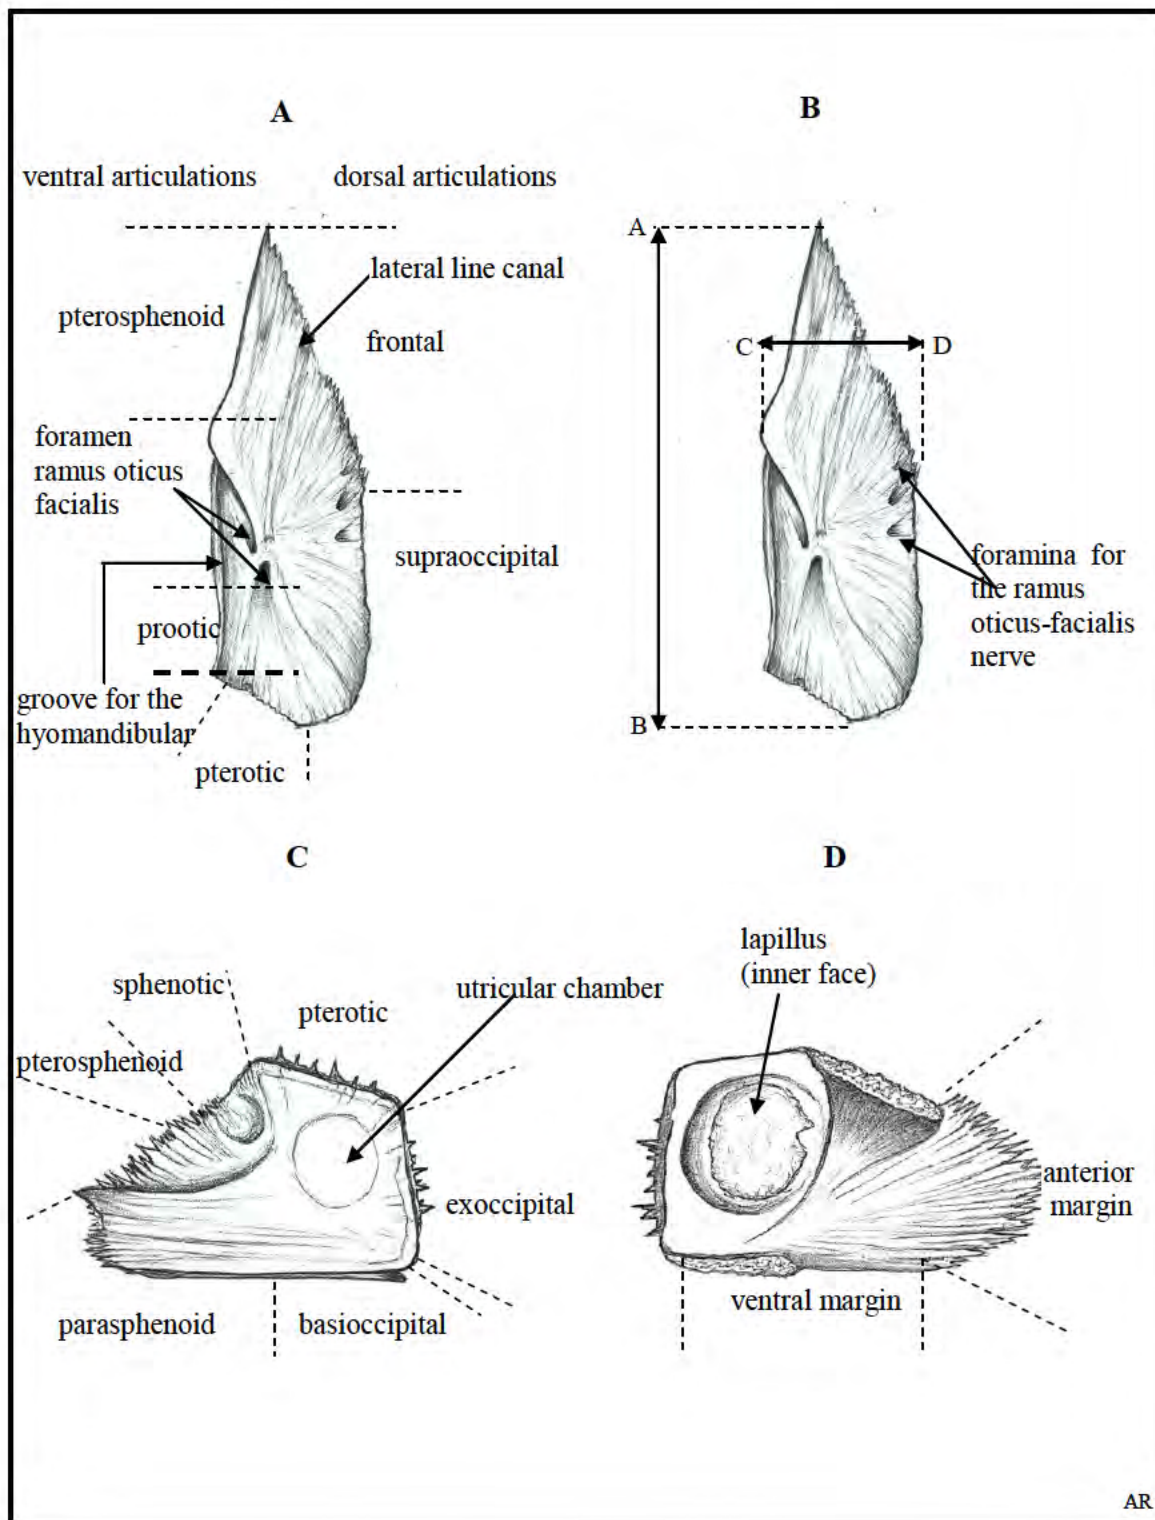 A
B
ventral articulations
dorsal articulations
lateral line canal
pterosphenoid
frontal
foramen
ramus oticus
facialis
supraoccipital
prootic
groove for the
hyomandibular
pterotic
A
C
D
foramina for
the ramus
oticus-facialis
nerve
B
C
D
sphenotic
pterotic
utricular chamber
pterosphenoid
exoccipital
parasphenoid
basioccipital
lapillus
(inner face)
anterior
margin
ventral margin
AR